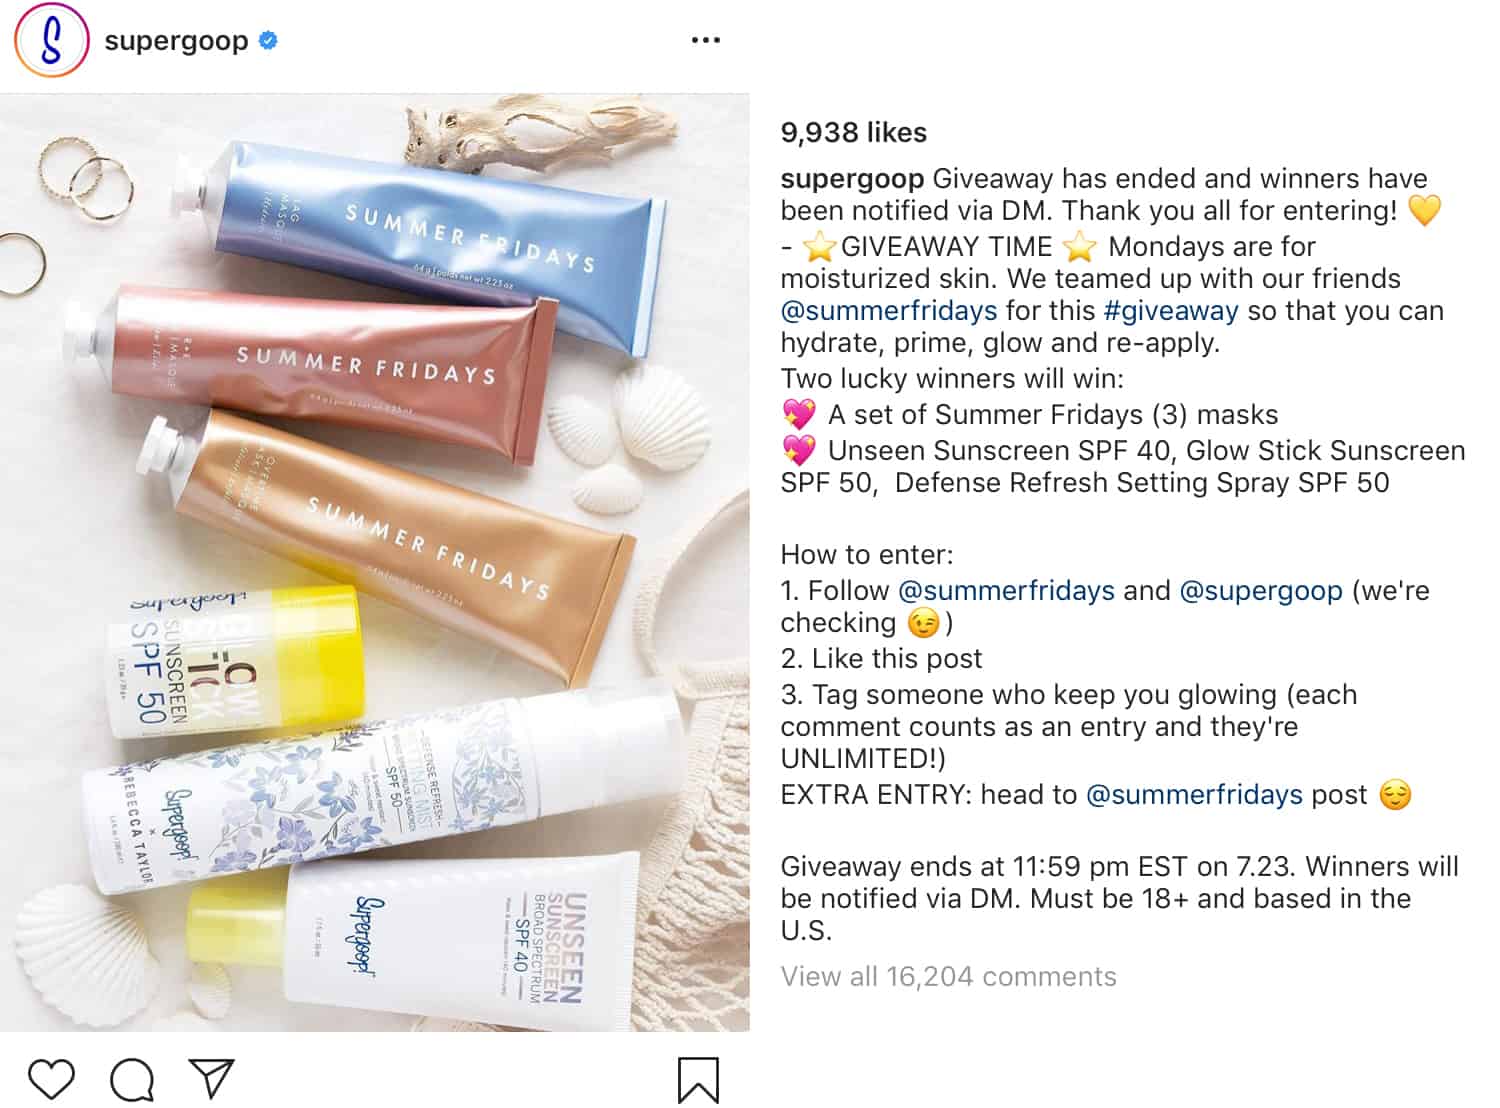 supergoop
SUMMER FRIDAYS
64 g | poids net wt 2.23 oz
SUMMER FRIDAYS
SUMMER FRIDAYS
Supergoop!
GLOW
STICK
SUNSCREEN
SPF 50
DEFENSE REFRESH
SETTING MIST
SPF 50
Supergoop!
x
REBECCA TAYLOR
UNSEEN
SUNSCREEN
BROAD SPECTRUM
SPF 40
Supergoop!
9,938 likes
supergoop Giveaway has ended and winners have
been notified via DM. Thank you all for entering! 💛
- ⭐GIVEAWAY TIME ⭐ Mondays are for
moisturized skin. We teamed up with our friends
@summerfridays for this #giveaway so that you can
hydrate, prime, glow and re-apply.
Two lucky winners will win:
💖 A set of Summer Fridays (3) masks
💖 Unseen Sunscreen SPF 40, Glow Stick Sunscreen
SPF 50, Defense Refresh Setting Spray SPF 50
How to enter:
1. Follow @summerfridays and @supergoop (we're
checking 😉)
2. Like this post
3. Tag someone who keep you glowing (each
comment counts as an entry and they're
UNLIMITED!)
EXTRA ENTRY: head to @summerfridays post 😌
Giveaway ends at 11:59 pm EST on 7.23. Winners will
be notified via DM. Must be 18+ and based in the
U.S.
View all 16,204 comments